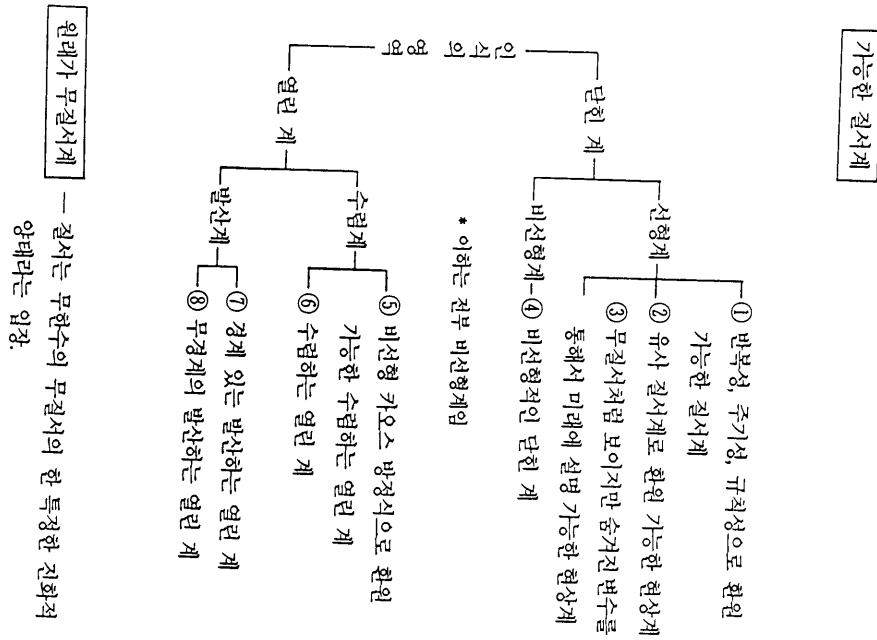 가능한 질서계
인식의 영역
닫힌 계
선형계
① 반복성, 주기성, 규칙성으로 환원
가능한 질서계
② 유사 질서계로 환원 가능한 현상계
③ 무질서처럼 보이지만 숨겨진 변수를
통해서 미래에 설명 가능한 현상계
비선형계 ④ 비선형적인 닫힌 계
* 이하는 전부 비선형계임
열린 계
수렴계
⑤ 비선형 카오스 방정식으로 환원
가능한 수렴하는 열린 계
⑥ 수렴하는 열린 계
발산계
⑦ 경계 있는 발산하는 열린 계
⑧ 무경계의 발산하는 열린 계
원래가 무질서계 — 질서는 무한수의 무질서의 한 특정한 진화적
양태라는 입장.